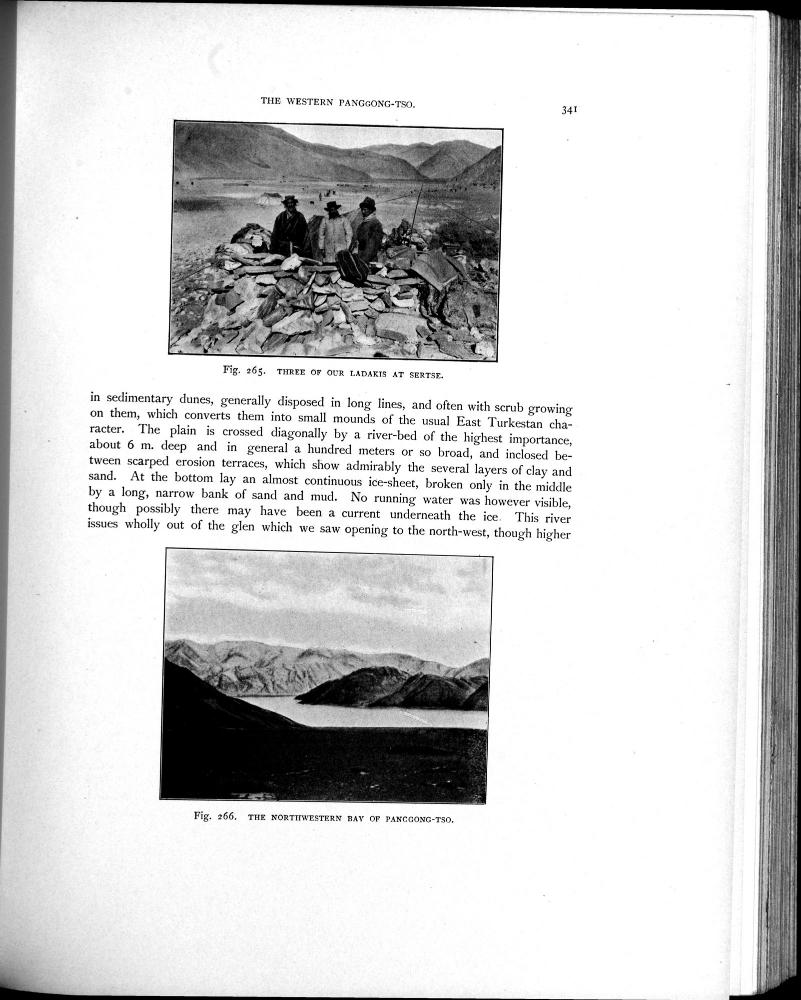 THE WESTERN PANGGONG-TSO.
341
Fig. 265. THREE OF OUR LADAKIS AT SERTSE.
in sedimentary dunes, generally disposed in long lines, and often with scrub growing
on them, which converts them into small mounds of the usual East Turkestan cha-
racter. The plain is crossed diagonally by a river-bed of the highest importance,
about 6 m. deep and in general a hundred meters or so broad, and inclosed be-
tween scarped erosion terraces, which show admirably the several layers of clay and
sand. At the bottom lay an almost continuous ice-sheet, broken only in the middle
by a long, narrow bank of sand and mud. No running water was however visible,
though possibly there may have been a current underneath the ice. This river
issues wholly out of the glen which we saw opening to the north-west, though higher
Fig. 266. THE NORTHWESTERN BAY OF PANGGONG-TSO.